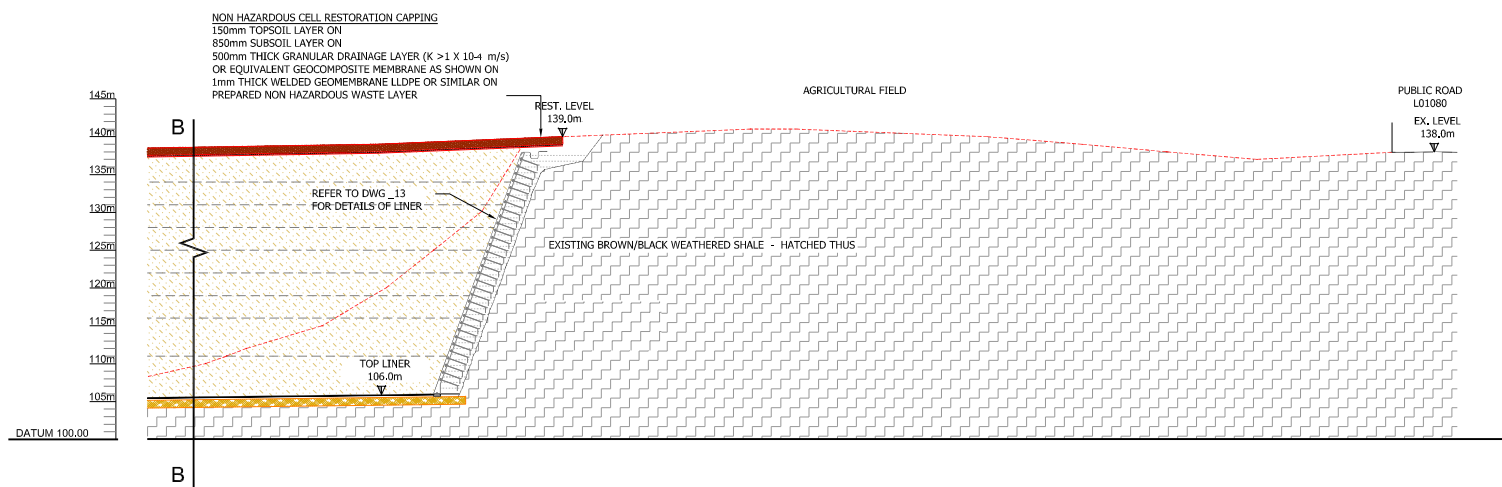 NON HAZARDOUS CELL RESTORATION CAPPING
150mm TOPSOIL LAYER ON
850mm SUBSOIL LAYER ON
500mm THICK GRANULAR DRAINAGE LAYER (K >1 X 10-4 m/s)
OR EQUIVALENT GEOCOMPOSITE MEMBRANE AS SHOWN ON
1mm THICK WELDED GEOMEMBRANE LLDPE OR SIMILAR ON
PREPARED NON HAZARDOUS WASTE LAYER
AGRICULTURAL FIELD
PUBLIC ROAD
L01080
EX. LEVEL
138.0m
REST. LEVEL
139.0m
145m
140m
135m
130m
125m
120m
115m
110m
105m
B
REFER TO DWG_13
FOR DETAILS OF LINER
EXISTING BROWN/BLACK WEATHERED SHALE - HATCHED THUS
TOP LINER
106.0m
DATUM 100.00
B